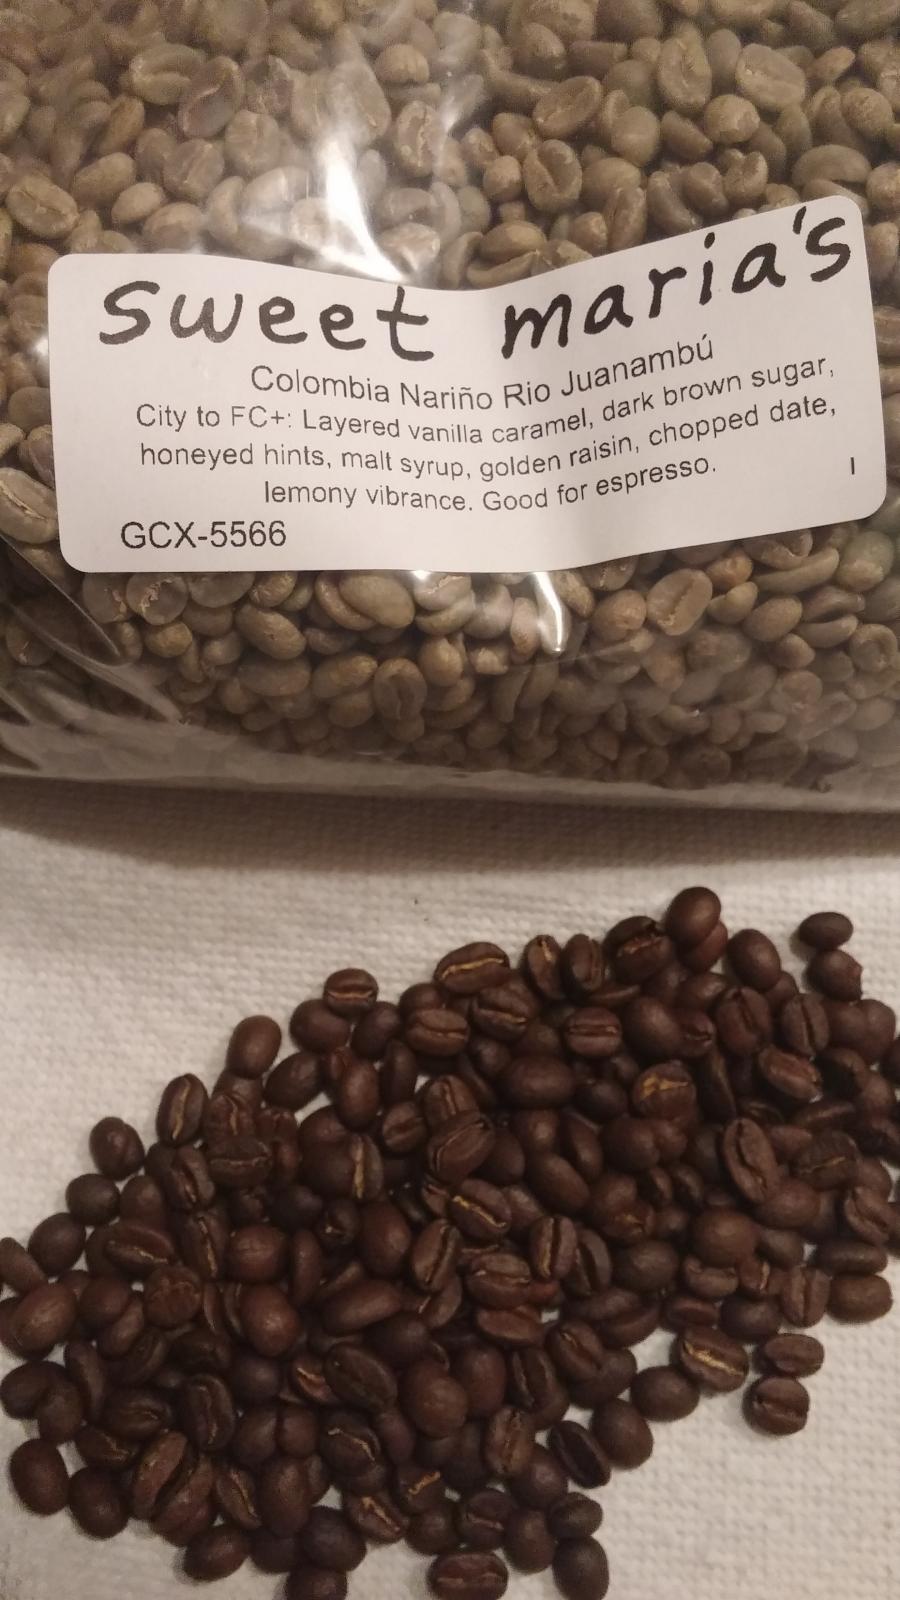 sweet maria's
Colombia Nariño Rio Juanambú
City to FC+: Layered vanilla caramel, dark brown sugar,
honeyed hints, malt syrup, golden raisin, chopped date,
lemony vibrance. Good for espresso.
I
GCX-5566